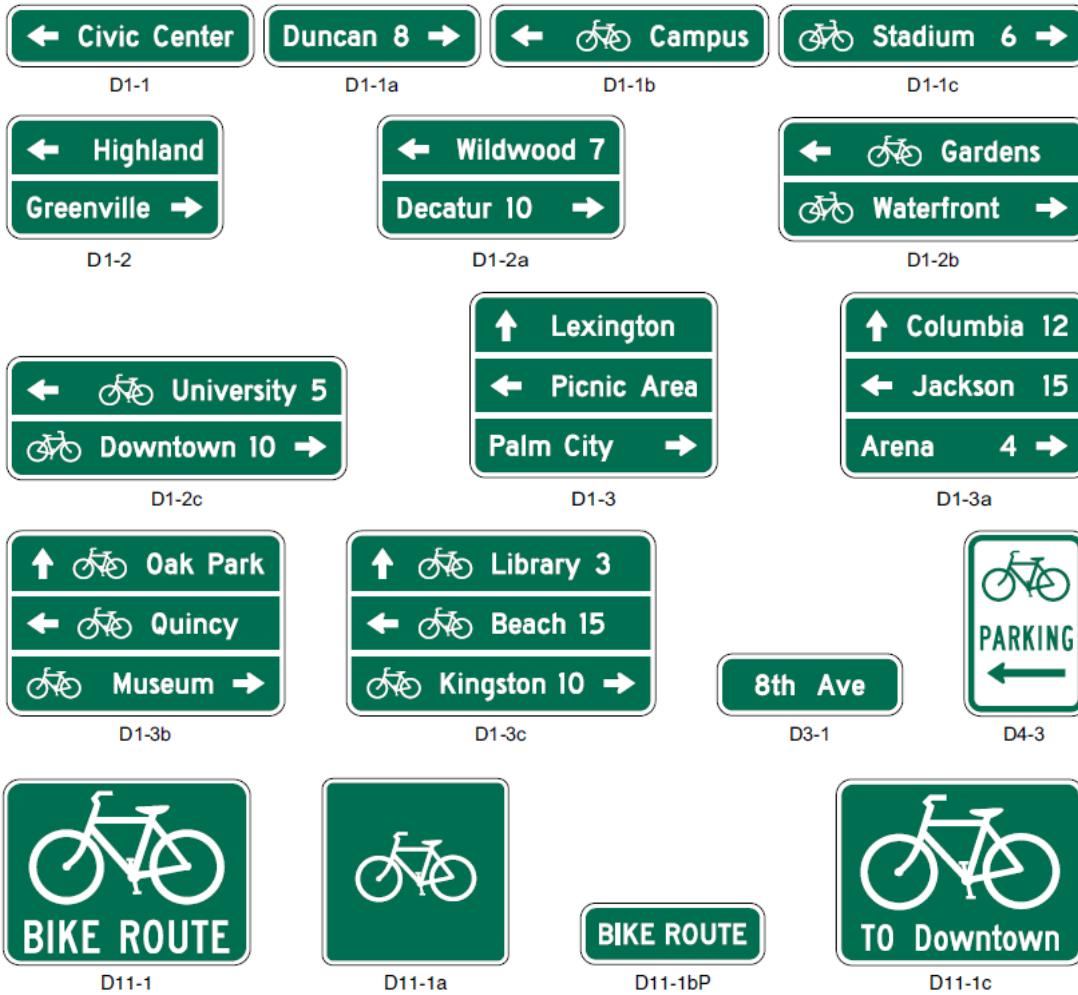 Civic Center
Duncan 8
Campus
Stadium 6
D1-1
D1-1a
D1-1b
D1-1c
Highland
Greenville
D1-2
Wildwood 7
Decatur 10
D1-2a
Gardens
Waterfront
D1-2b
University 5
Downtown 10
D1-2c
Lexington
Picnic Area
Palm City
D1-3
Columbia 12
Jackson 15
Arena 4
D1-3a
Oak Park
Quincy
Museum
D1-3b
Library 3
Beach 15
Kingston 10
D1-3c
8th Ave
D3-1
PARKING
D4-3
BIKE ROUTE
D11-1
D11-1a
BIKE ROUTE
D11-1bP
TO Downtown
D11-1c